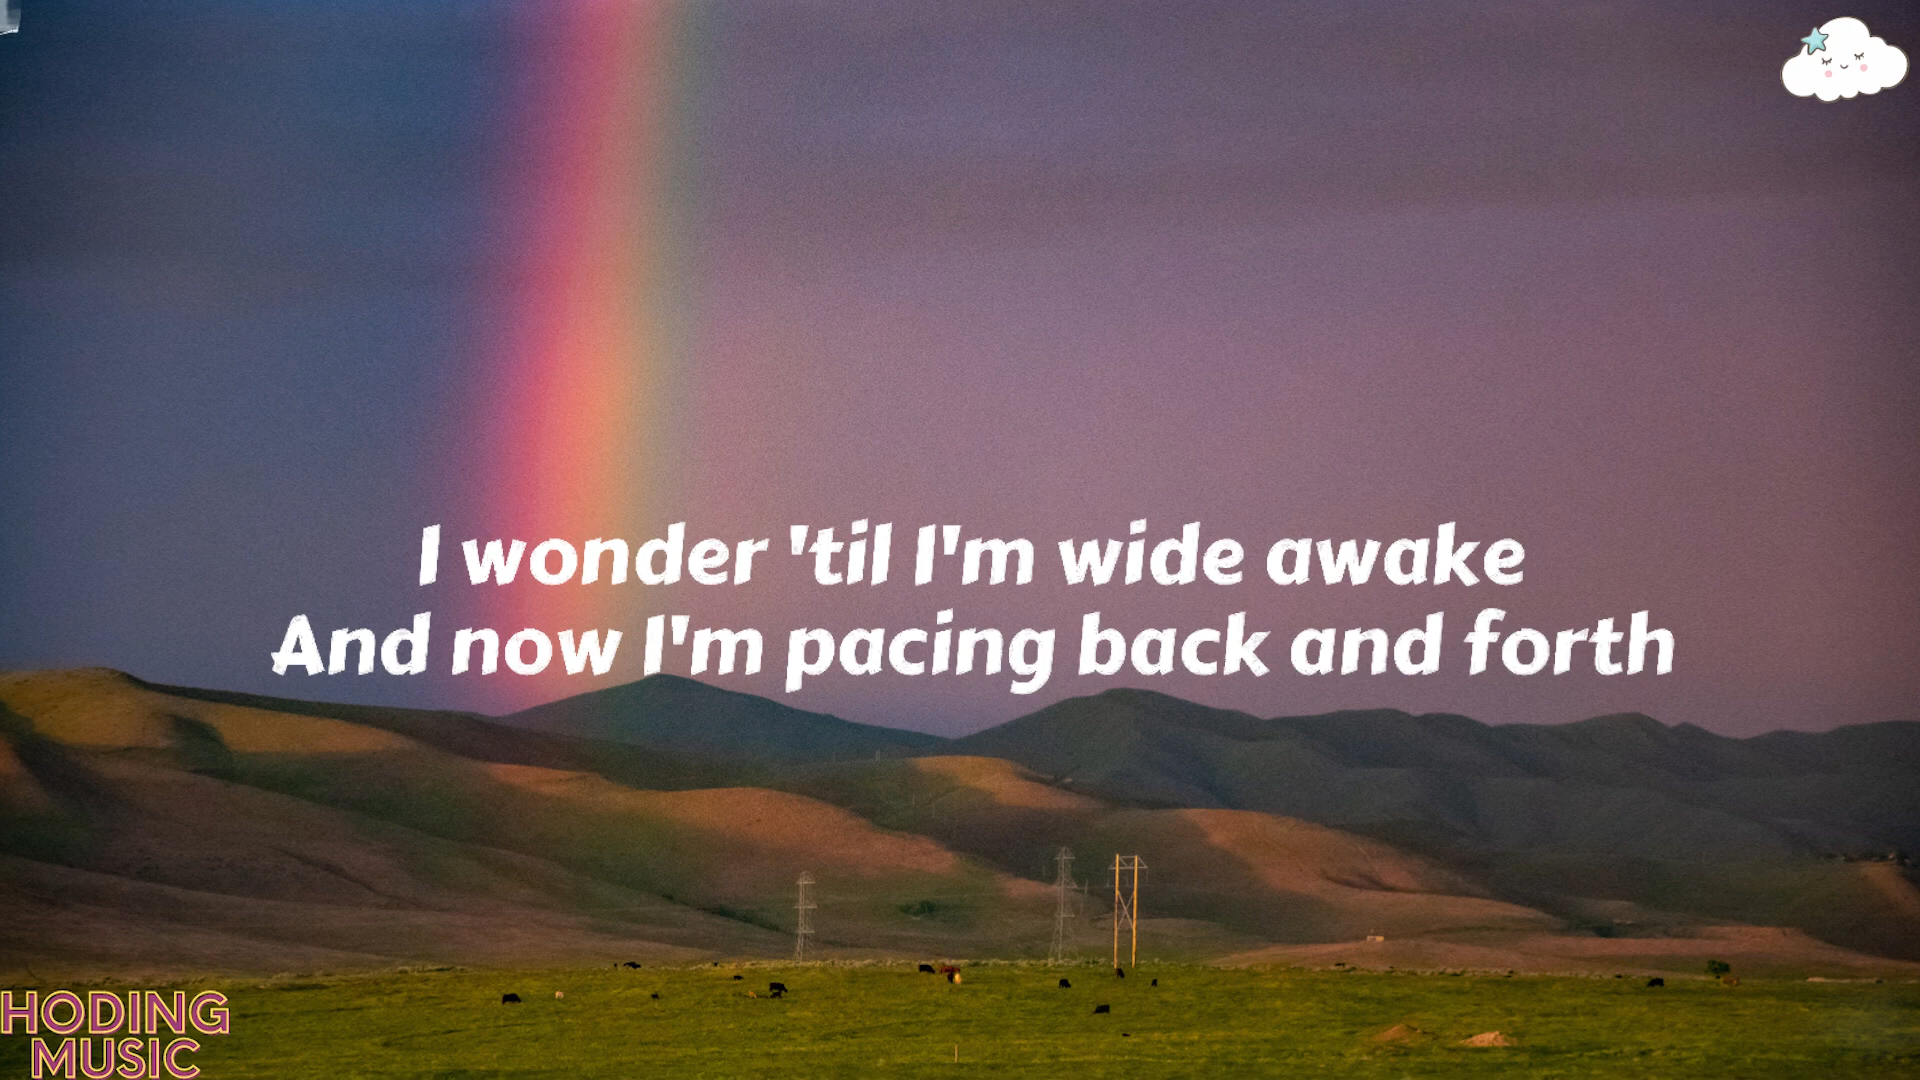 I wonder 'til I'm wide awake
And now I'm pacing back and forth
HODING
MUSIC